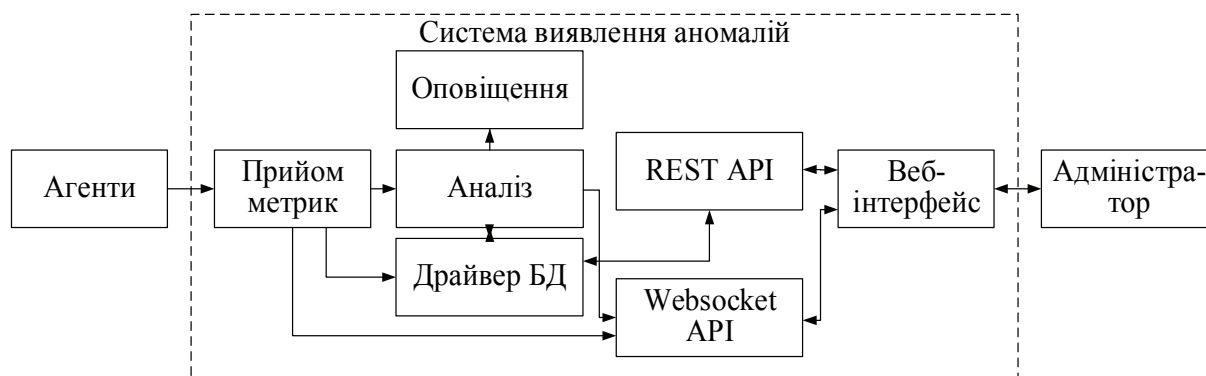 Система виявлення аномалій
Оповіщення
Агенти
Прийом
метрик
Аналіз
REST API
Веб-
інтерфейс
Адміністра-
тор
Драйвер БД
Websocket
API